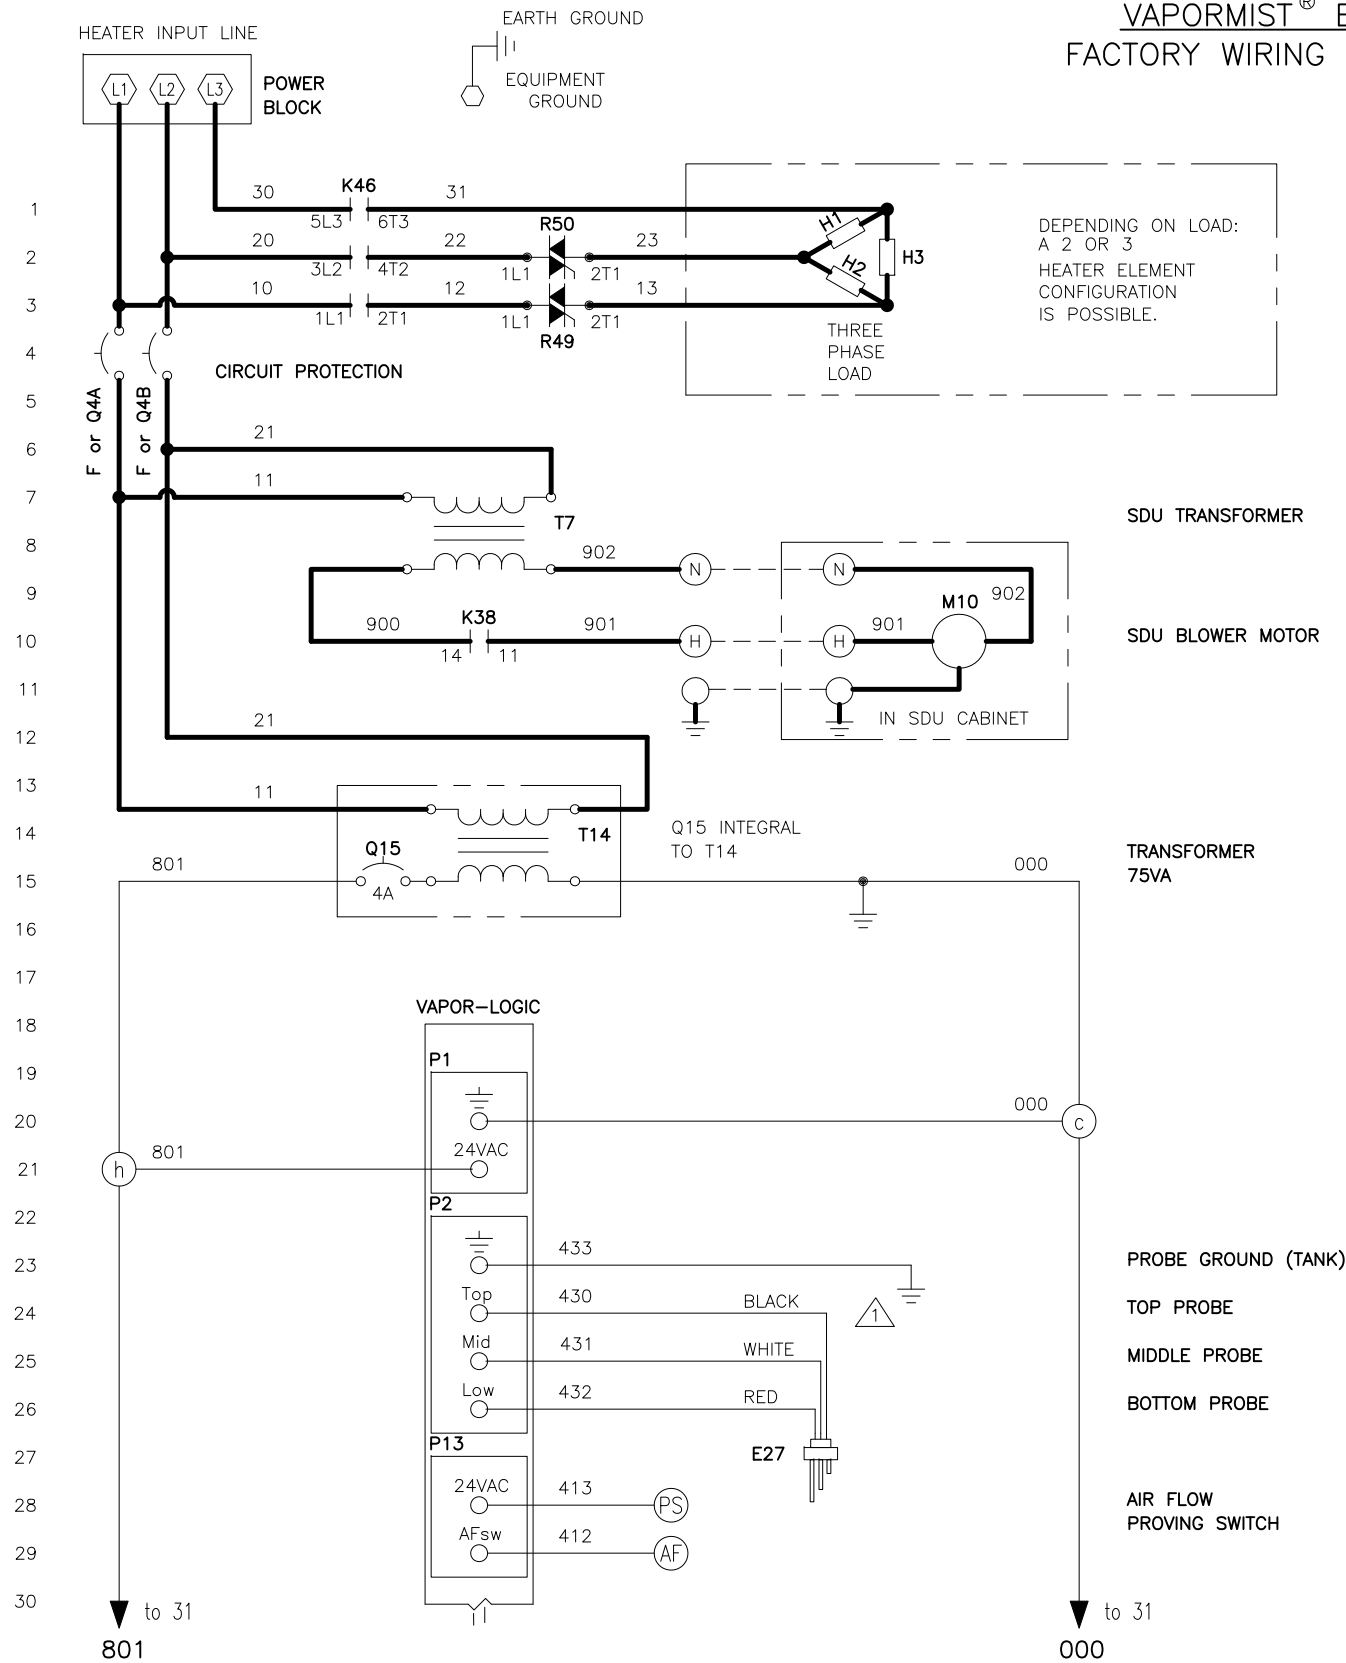 VAPORMIST® E
FACTORY WIRING
HEATER INPUT LINE
EARTH GROUND
EQUIPMENT
GROUND
L1 L2 L3
POWER
BLOCK
1
30
K46
31
5L3 6T3
R50
H1
2
20
22
23
3L2 4T2
1L1 2T1
H2
H3
3
10
12
13
1L1 2T1
1L1 2T1
R49
DEPENDING ON LOAD:
A 2 OR 3
HEATER ELEMENT
CONFIGURATION
IS POSSIBLE.
THREE
PHASE
LOAD
4
CIRCUIT PROTECTION
5
F or Q4A
F or Q4B
6
21
7
11
T7
SDU TRANSFORMER
8
902
N N
9
902
M10
10
900
K38
901
H H
901
14 11
SDU BLOWER MOTOR
11
IN SDU CABINET
12
21
13
11
14
T14
Q15 INTEGRAL
TO T14
Q15
4A
15
801
000
TRANSFORMER
75VA
16
17
VAPOR-LOGIC
18
19
P1
20
000
c
21
h
801
24VAC
22
P2
23
433
PROBE GROUND (TANK)
24
Top
430
BLACK
1
TOP PROBE
25
Mid
431
WHITE
MIDDLE PROBE
26
Low
432
RED
BOTTOM PROBE
27
P13
E27
28
24VAC
413
PS
AIR FLOW
PROVING SWITCH
29
AFsw
412
AF
30
to 31
801
to 31
000